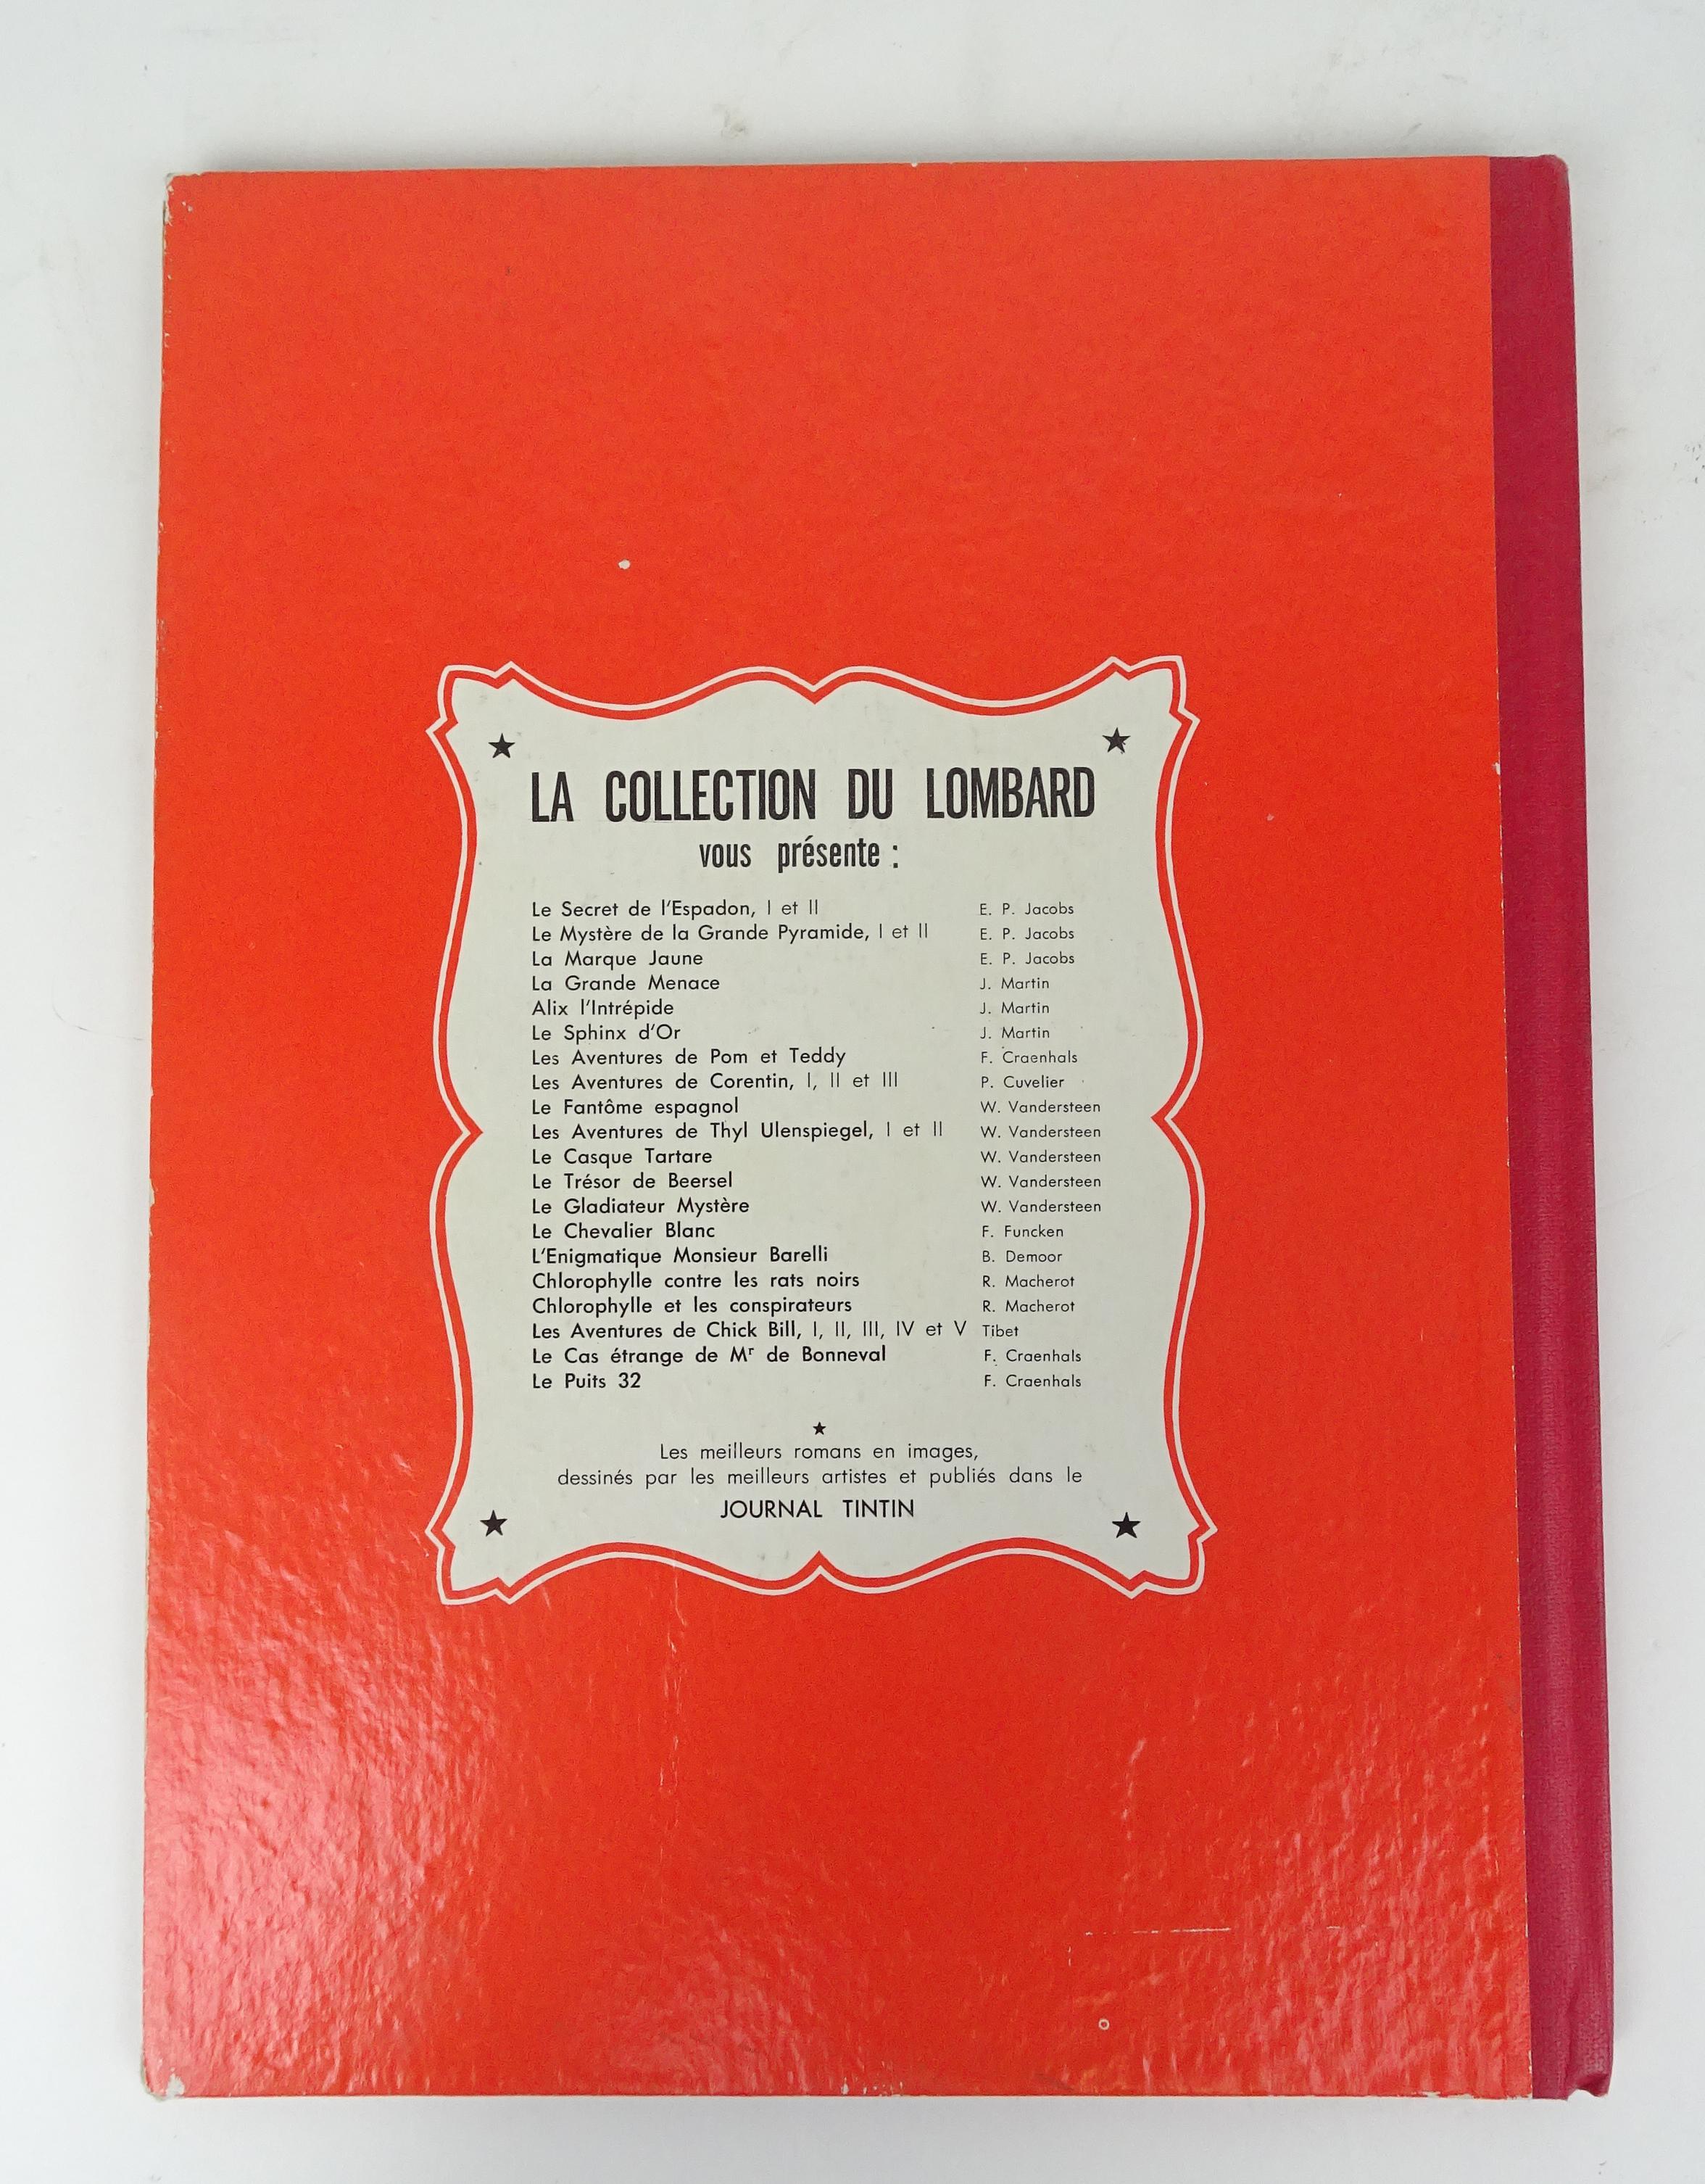 LA COLLECTION DU LOMBARD
vous présente :
Le Secret de l'Espadon, I et II E. P. Jacobs
Le Mystère de la Grande Pyramide, I et II E. P. Jacobs
La Marque Jaune E. P. Jacobs
La Grande Menace J. Martin
Alix l'Intrépide J. Martin
Le Sphinx d'Or J. Martin
Les Aventures de Pom et Teddy F. Craenhals
Les Aventures de Corentin, I, II et III P. Cuvelier
Le Fantôme espagnol W. Vandersteen
Les Aventures de Thyl Ulenspiegel, I et II W. Vandersteen
Le Casque Tartare W. Vandersteen
Le Trésor de Beersel W. Vandersteen
Le Gladiateur Mystère W. Vandersteen
Le Chevalier Blanc F. Funcken
L'Enigmatique Monsieur Barelli B. Demoor
Chlorophylle contre les rats noirs R. Macherot
Chlorophylle et les conspirateurs R. Macherot
Les Aventures de Chick Bill, I, II, III, IV et V Tibet
Le Cas étrange de Mr de Bonneval F. Craenhals
Le Puits 32 F. Craenhals
Les meilleurs romans en images,
dessinés par les meilleurs artistes et publiés dans le
JOURNAL TINTIN